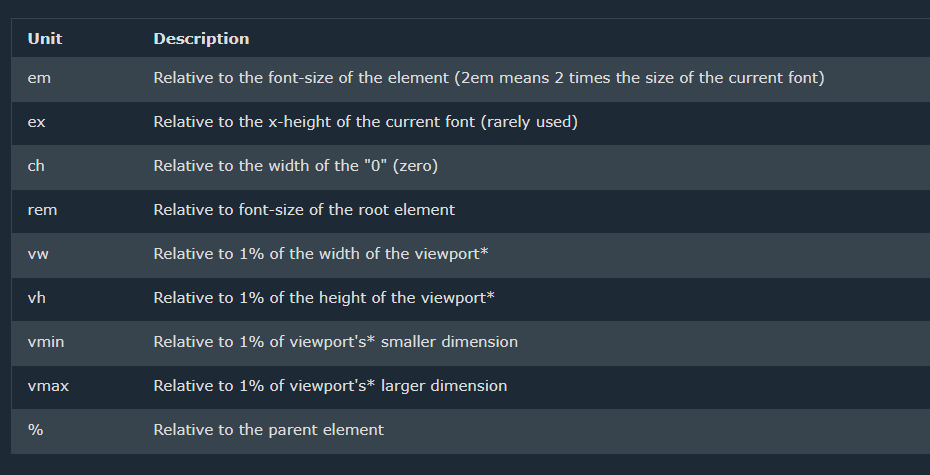 Unit Description
em Relative to the font-size of the element (2em means 2 times the size of the current font)
ex Relative to the x-height of the current font (rarely used)
ch Relative to the width of the "0" (zero)
rem Relative to font-size of the root element
vw Relative to 1% of the width of the viewport*
vh Relative to 1% of the height of the viewport*
vmin Relative to 1% of viewport's* smaller dimension
vmax Relative to 1% of viewport's* larger dimension
% Relative to the parent element